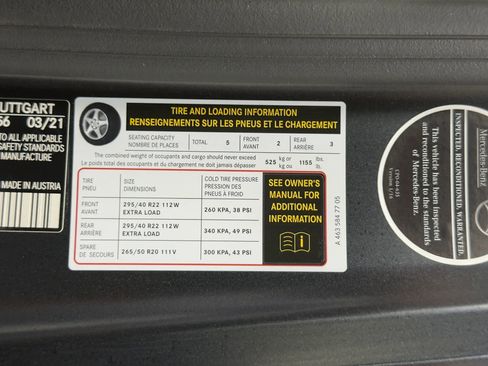 UTTGART
56 03/21
TO ALL APPLICABLE
SAFETY STANDARDS
MANUFACTURE
MADE IN AUSTRIA
TIRE AND LOADING INFORMATION
RENSEIGNEMENTS SUR LES PNEUS ET LE CHARGEMENT
SEATING CAPACITY
NOMBRE DE PLACES
TOTAL 5
FRONT
AVANT
2
REAR
ARRIÈRE
3
The combined weight of occupants and cargo should never exceed
Le poids total des occupants et du chargement ne doit jamais dépasser
525 kg or
kg ou
1155 lbs.
lb.
TIRE
PNEU
SIZE
DIMENSIONS
COLD TIRE PRESSURE
PRESSION DES
PNEUS À FROID
FRONT
AVANT
295/40 R22 112W
EXTRA LOAD
260 KPA, 38 PSI
REAR
ARRIÈRE
295/40 R22 112W
EXTRA LOAD
340 KPA, 49 PSI
SPARE
DE SECOURS
265/50 R20 111V
300 KPA, 43 PSI
SEE OWNER'S
MANUAL FOR
ADDITIONAL
INFORMATION
A 463 584 77 05
Mercedes-Benz
INSPECTED. RECONDITIONED. WARRANTED.
This vehicle has been inspected
and reconditioned to the standards
of Mercedes-Benz.